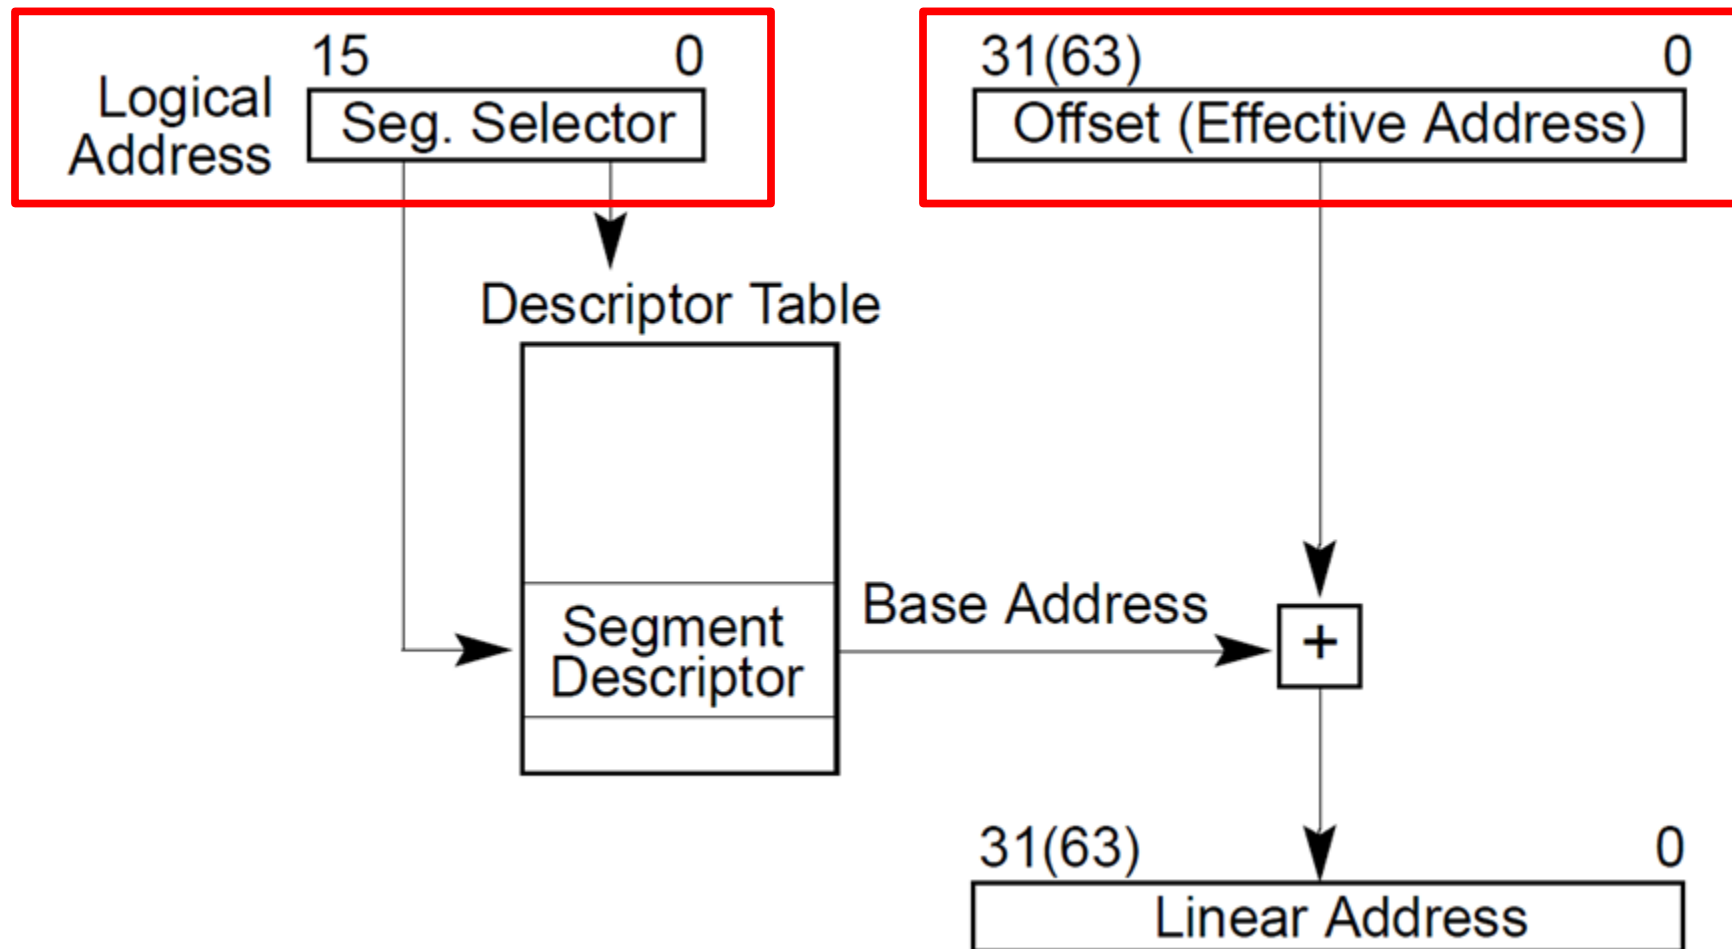 15 0
31(63) 0
Logical
Address
Seg. Selector
Offset (Effective Address)
Descriptor Table
Segment
Descriptor
Base Address
+
31(63) 0
Linear Address